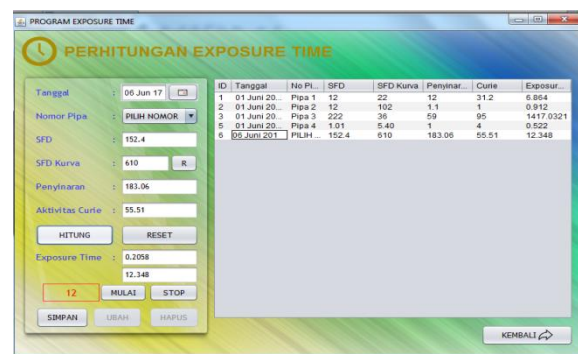 PROGRAM EXPOSURE TIME
PERHITUNGAN EXPOSURE TIME
Tanggal : 06 Jun 17
Nomor Pipa : PILIH NOMOR
SFD : 152.4
SFD Kurva : 610 R
Penyinaran : 183.06
Aktivitas Curie : 55.51
HITUNG RESET
Exposure Time : 0.2058
12.348
12 MULAI STOP
SIMPAN UBAH HAPUS
ID Tanggal No Pi... SFD SFD Kurva Penyinar... Curie Exposur...
1 01 Juni 20... Pipa 1 12 22 12 31.2 6.864
2 01 Juni 20... Pipa 2 12 102 1.1 1 0.912
3 01 Juni 20... Pipa 3 222 36 59 95 1417.0321
5 01 Juni 20... Pipa 4 1.01 5.40 1 4 0.522
6 06 Juni 201 PILIH ... 152.4 610 183.06 55.51 12.348
KEMBALI